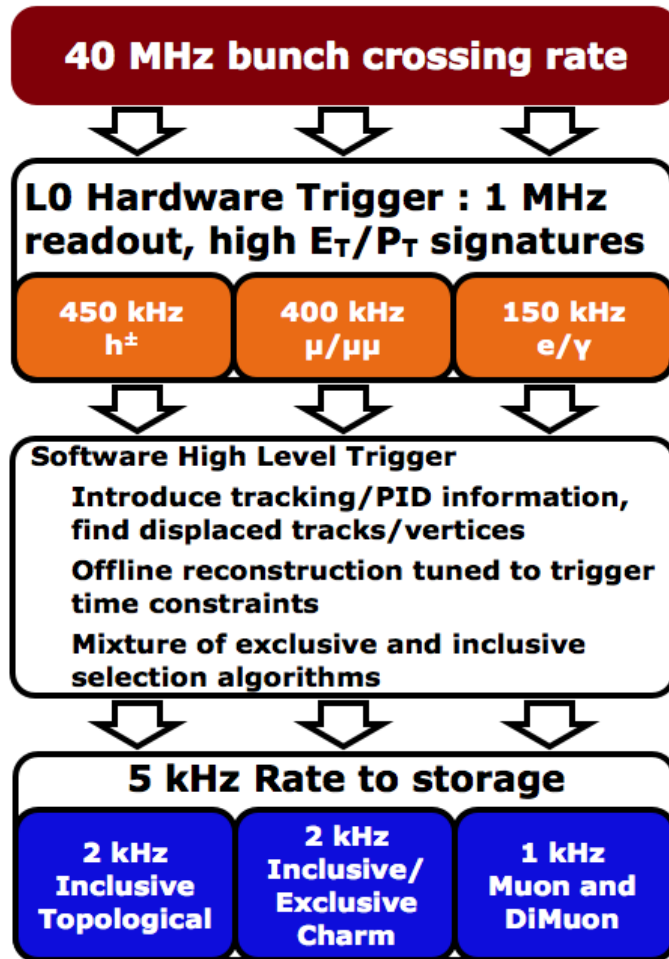 40 MHz bunch crossing rate
L0 Hardware Trigger : 1 MHz
readout, high E_T/P_T signatures
450 kHz
h±
400 kHz
μ/μμ
150 kHz
e/γ
Software High Level Trigger
Introduce tracking/PID information,
find displaced tracks/vertices
Offline reconstruction tuned to trigger
time constraints
Mixture of exclusive and inclusive
selection algorithms
5 kHz Rate to storage
2 kHz
Inclusive
Topological
2 kHz
Inclusive/
Exclusive
Charm
1 kHz
Muon and
DiMuon